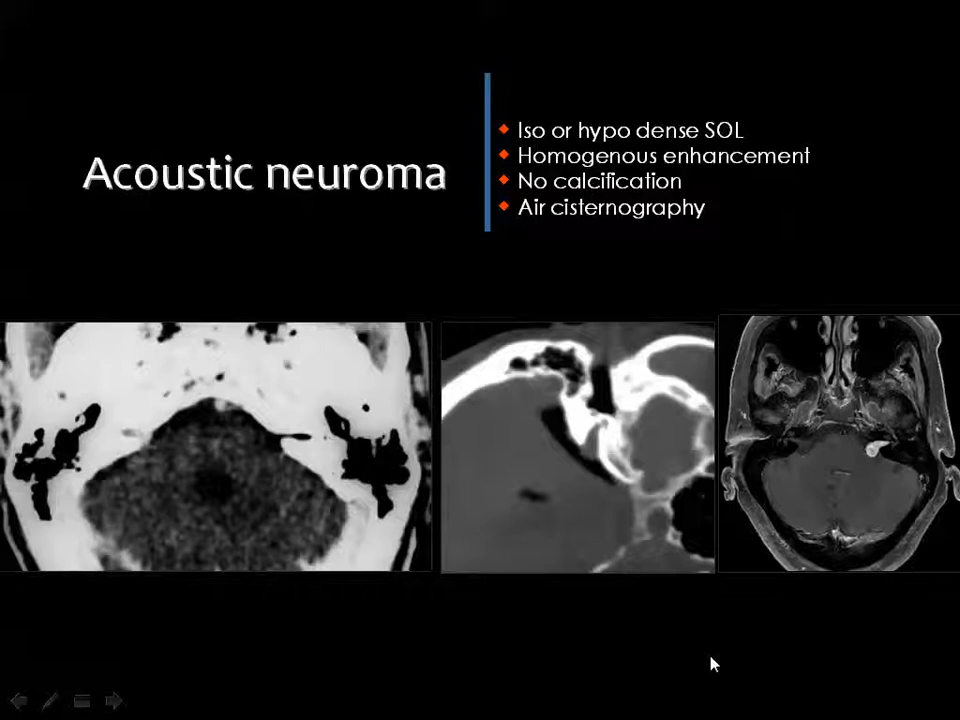 Acoustic neuroma
Iso or hypo dense SOL
Homogenous enhancement
No calcification
Air cisternography